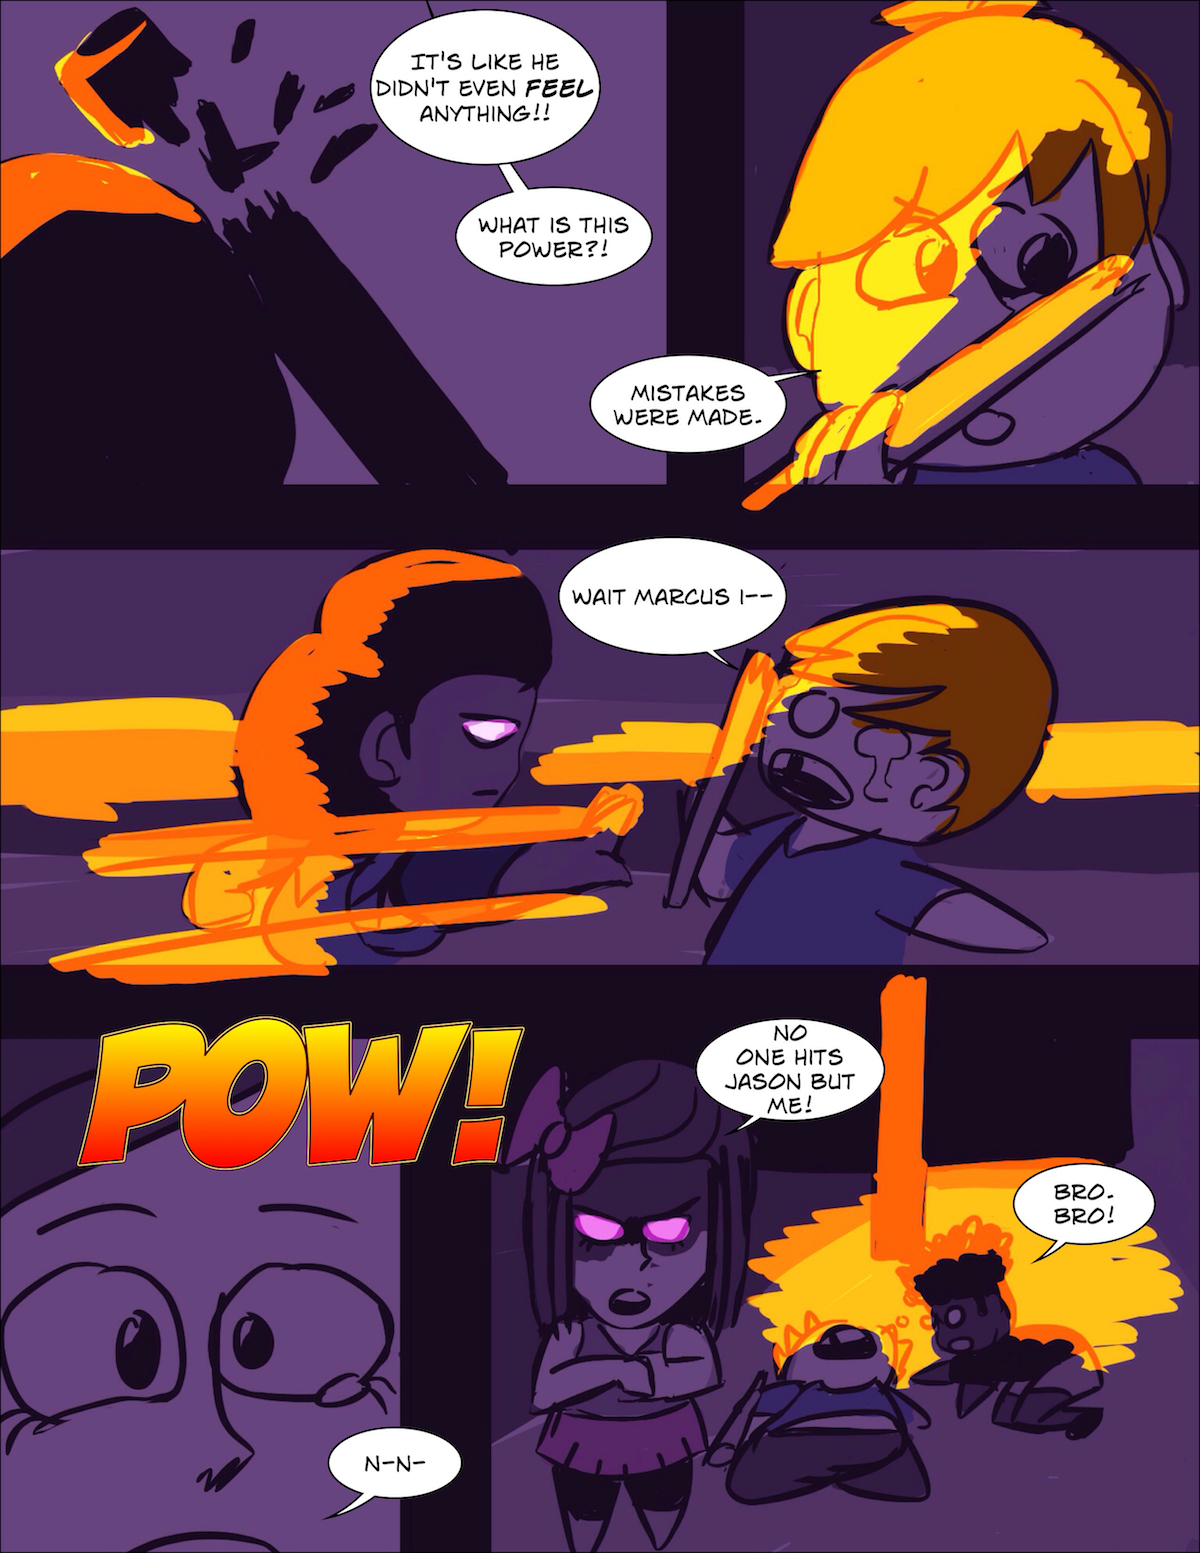 IT'S LIKE HE
DIDN'T EVEN FEEL
ANYTHING!!
WHAT IS THIS
POWER?!
MISTAKES
WERE MADE.
WAIT MARCUS I--
POW!
N-N-
NO
ONE HITS
JASON BUT
ME!
BRO.
BRO!